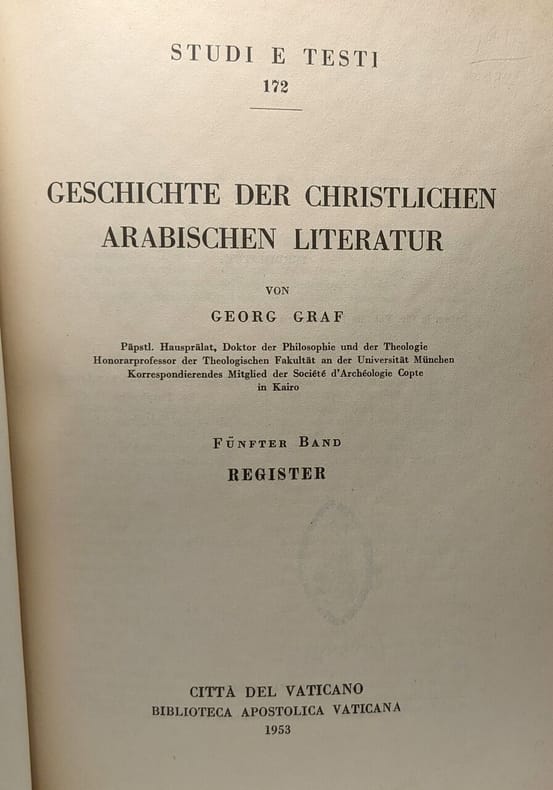 STUDI E TESTI
172
GESCHICHTE DER CHRISTLICHEN
ARABISCHEN LITERATUR
VON
GEORG GRAF
Päpstl. Hausprälat, Doktor der Philosophie und der Theologie
Honorarprofessor der Theologischen Fakultät an der Universität München
Korrespondierendes Mitglied der Société d'Archéologie Copte
in Kairo
FÜNFTER BAND
REGISTER
CITTÀ DEL VATICANO
BIBLIOTECA APOSTOLICA VATICANA
1953